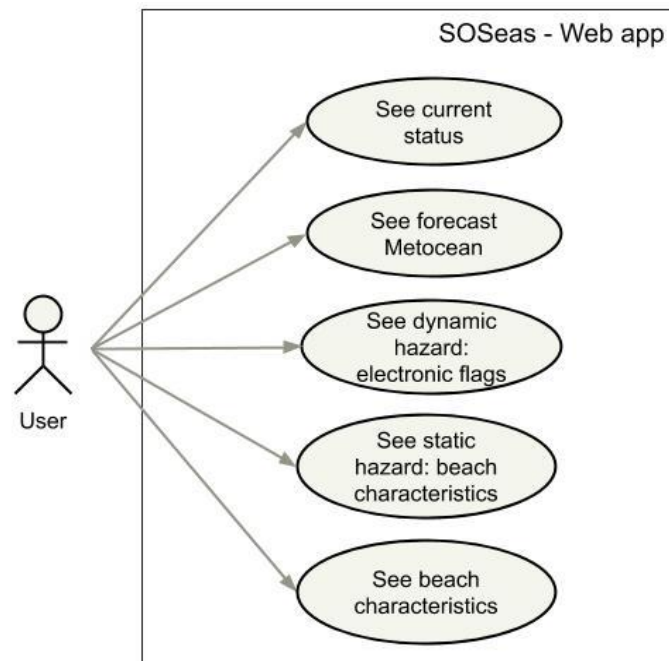 SOSeas - Web app
See current
status
See forecast
Metocean
See dynamic
hazard:
electronic flags
User
See static
hazard: beach
characteristics
See beach
characteristics